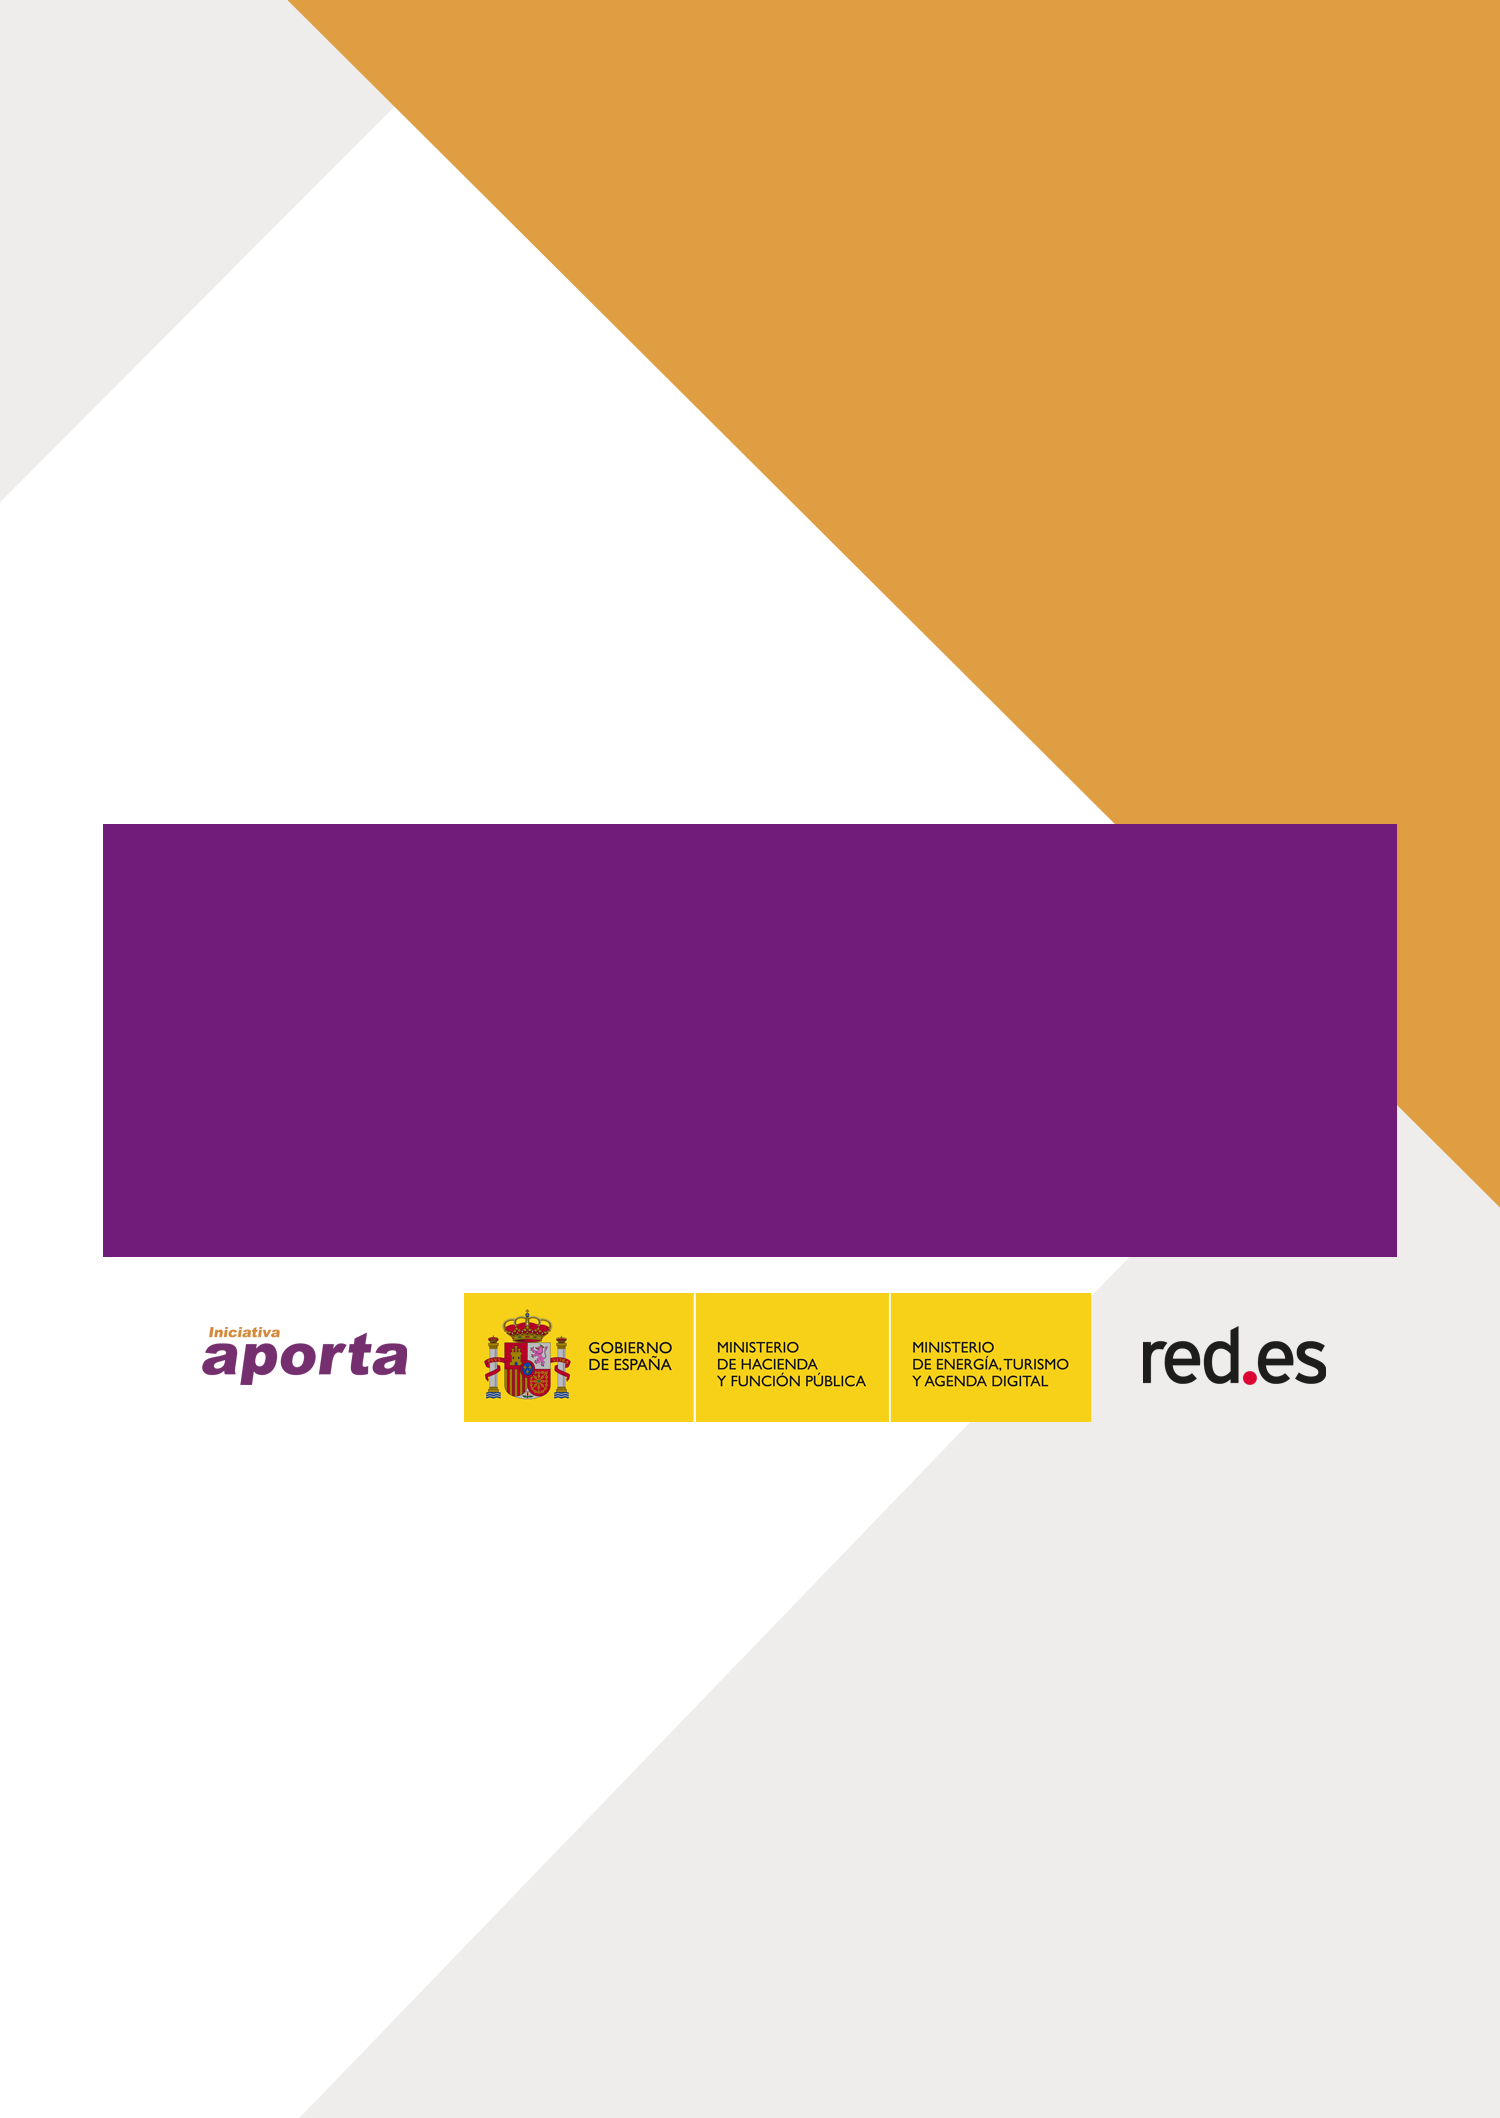 Iniciativa
aporta
GOBIERNO
DE ESPAÑA
MINISTERIO
DE HACIENDA
Y FUNCIÓN PÚBLICA
MINISTERIO
DE ENERGÍA, TURISMO
Y AGENDA DIGITAL
red.es